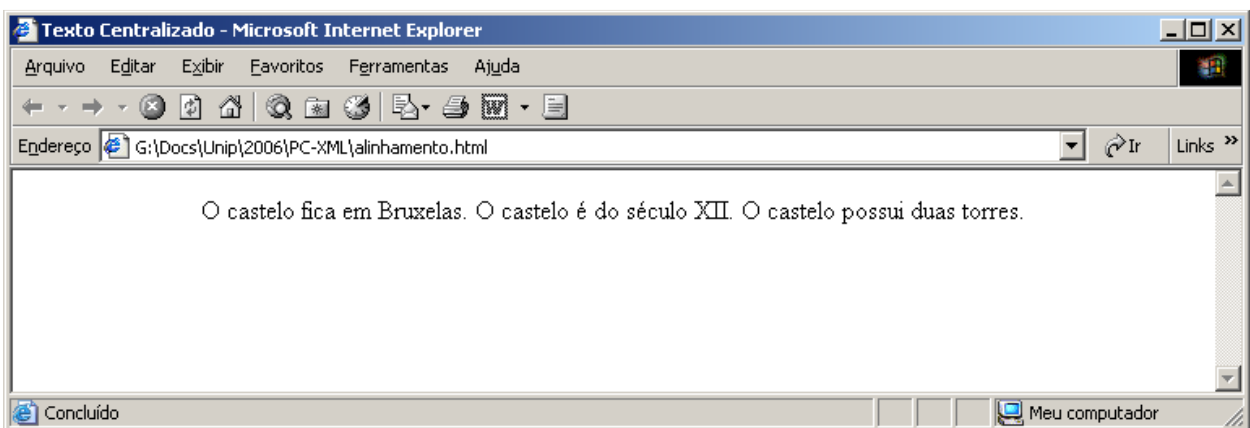 Texto Centralizado - Microsoft Internet Explorer
Arquivo Editar Exibir Favoritos Ferramentas Ajuda
Endereço G:\Docs\Unip\2006\PC-XML\alinhamento.html Ir Links »
O castelo fica em Bruxelas. O castelo é do século XII. O castelo possui duas torres.
Concluído Meu computador